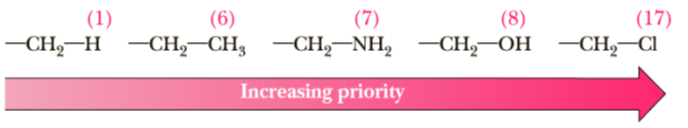 (1) (6) (7) (8) (17)
—CH₂—H —CH₂—CH₃ —CH₂—NH₂ —CH₂—OH —CH₂—Cl
Increasing priority